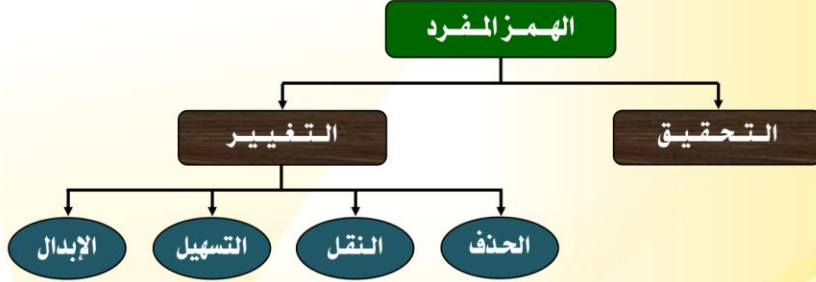 الهمز المفرد
التحقيق
التغيير
الحذف
النقل
التسهيل
الإبدال